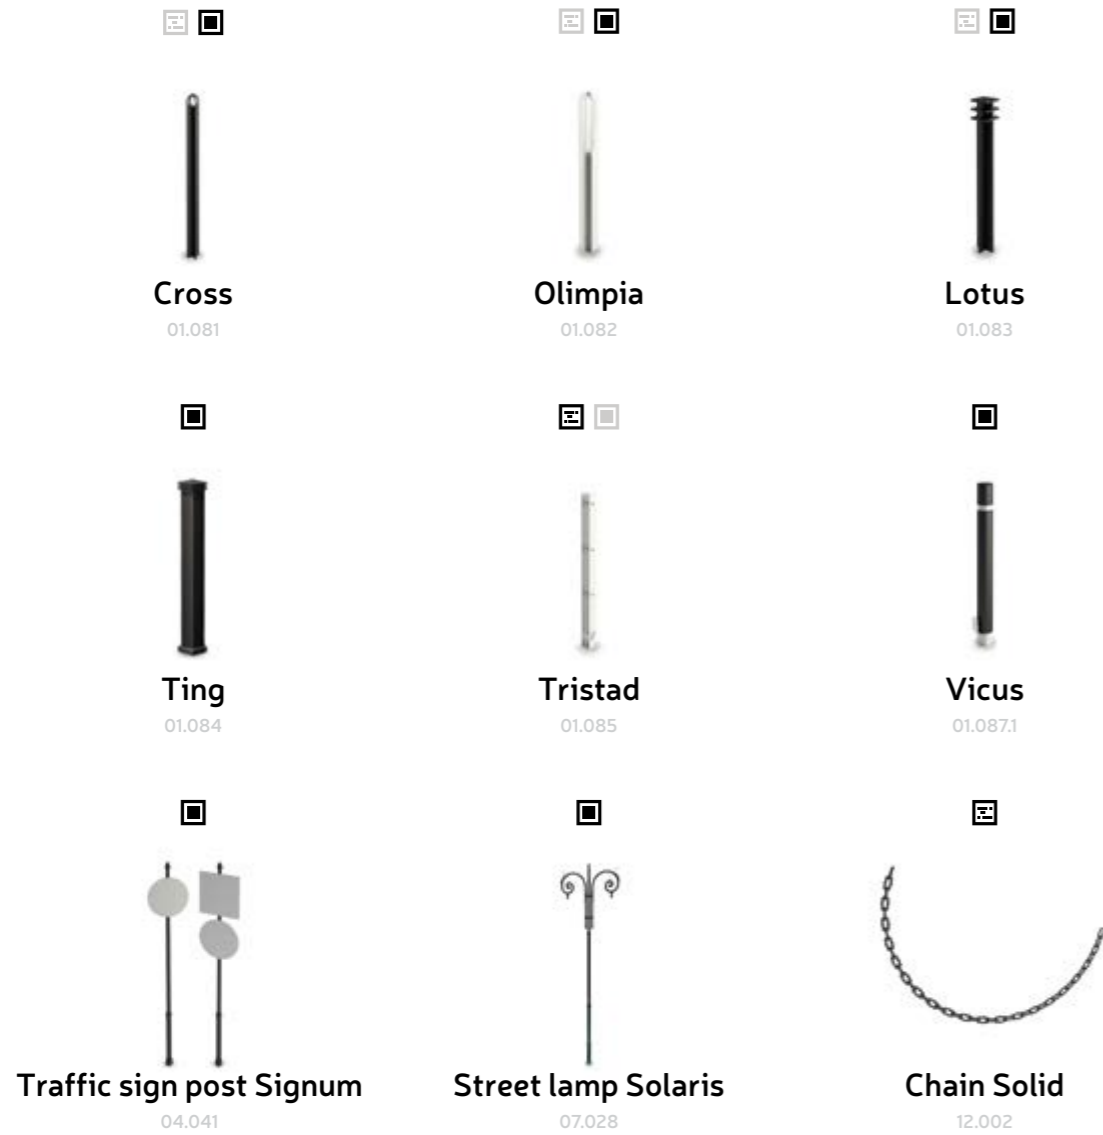 Cross
Olimpia
Lotus
01.081
01.082
01.083
Ting
Tristad
Vicus
01.084
01.085
01.087.1
Traffic sign post Signum
Street lamp Solaris
Chain Solid
04.041
07.028
12.002